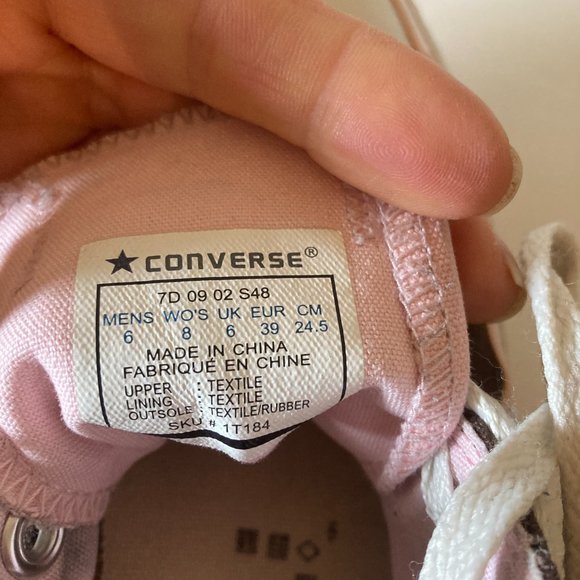 ★ CONVERSE®
7D 09 02 S48
MENS WO'S UK EUR CM
6 8 6 39 24.5
MADE IN CHINA
FABRIQUÉ EN CHINE
UPPER : TEXTILE
LINING : TEXTILE
OUTSOLE : TEXTILE/RUBBER
SKU # 1T184